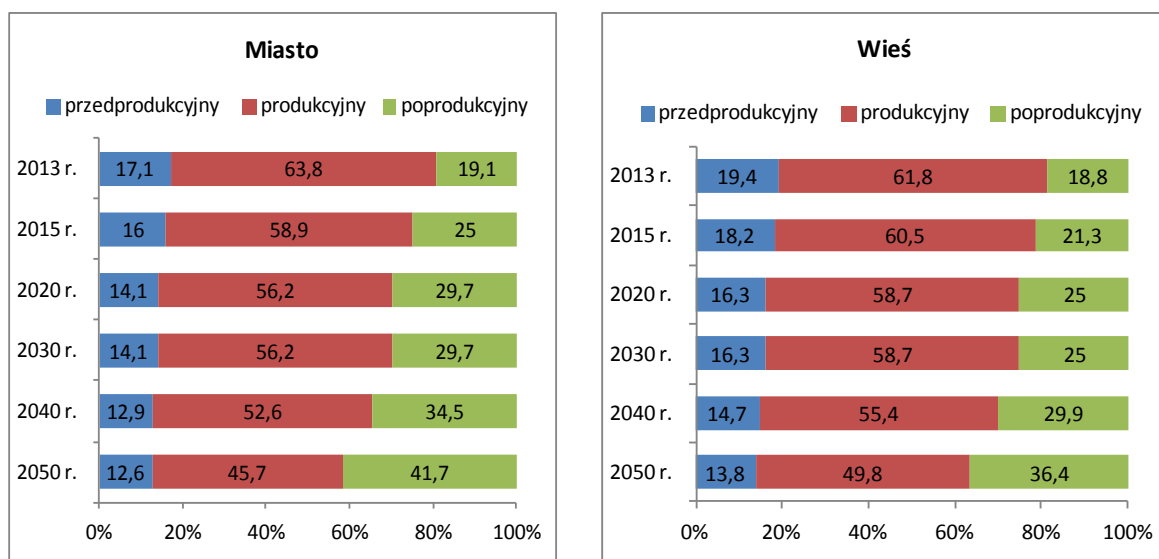 Miasto
przedprodukcyjny produkcyjny poprodukcyjny
2013 r. 17,1 63,8 19,1
2015 r. 16 58,9 25
2020 r. 14,1 56,2 29,7
2030 r. 14,1 56,2 29,7
2040 r. 12,9 52,6 34,5
2050 r. 12,6 45,7 41,7
0% 20% 40% 60% 80% 100%
Wieś
przedprodukcyjny produkcyjny poprodukcyjny
2013 r. 19,4 61,8 18,8
2015 r. 18,2 60,5 21,3
2020 r. 16,3 58,7 25
2030 r. 16,3 58,7 25
2040 r. 14,7 55,4 29,9
2050 r. 13,8 49,8 36,4
0% 20% 40% 60% 80% 100%